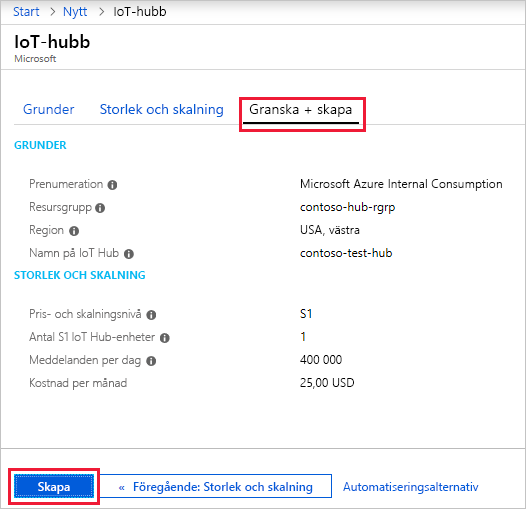 Start > Nytt > IoT-hubb
IoT-hubb
Microsoft
Grunder Storlek och skalning Granska + skapa
GRUNDER
Prenumeration Microsoft Azure Internal Consumption
Resursgrupp contoso-hub-rgrp
Region USA, västra
Namn på IoT Hub contoso-test-hub
STORLEK OCH SKALNING
Pris- och skalningsnivå S1
Antal S1 IoT Hub-enheter 1
Meddelanden per dag 400 000
Kostnad per månad 25,00 USD
Skapa « Föregående: Storlek och skalning Automatiseringsalternativ